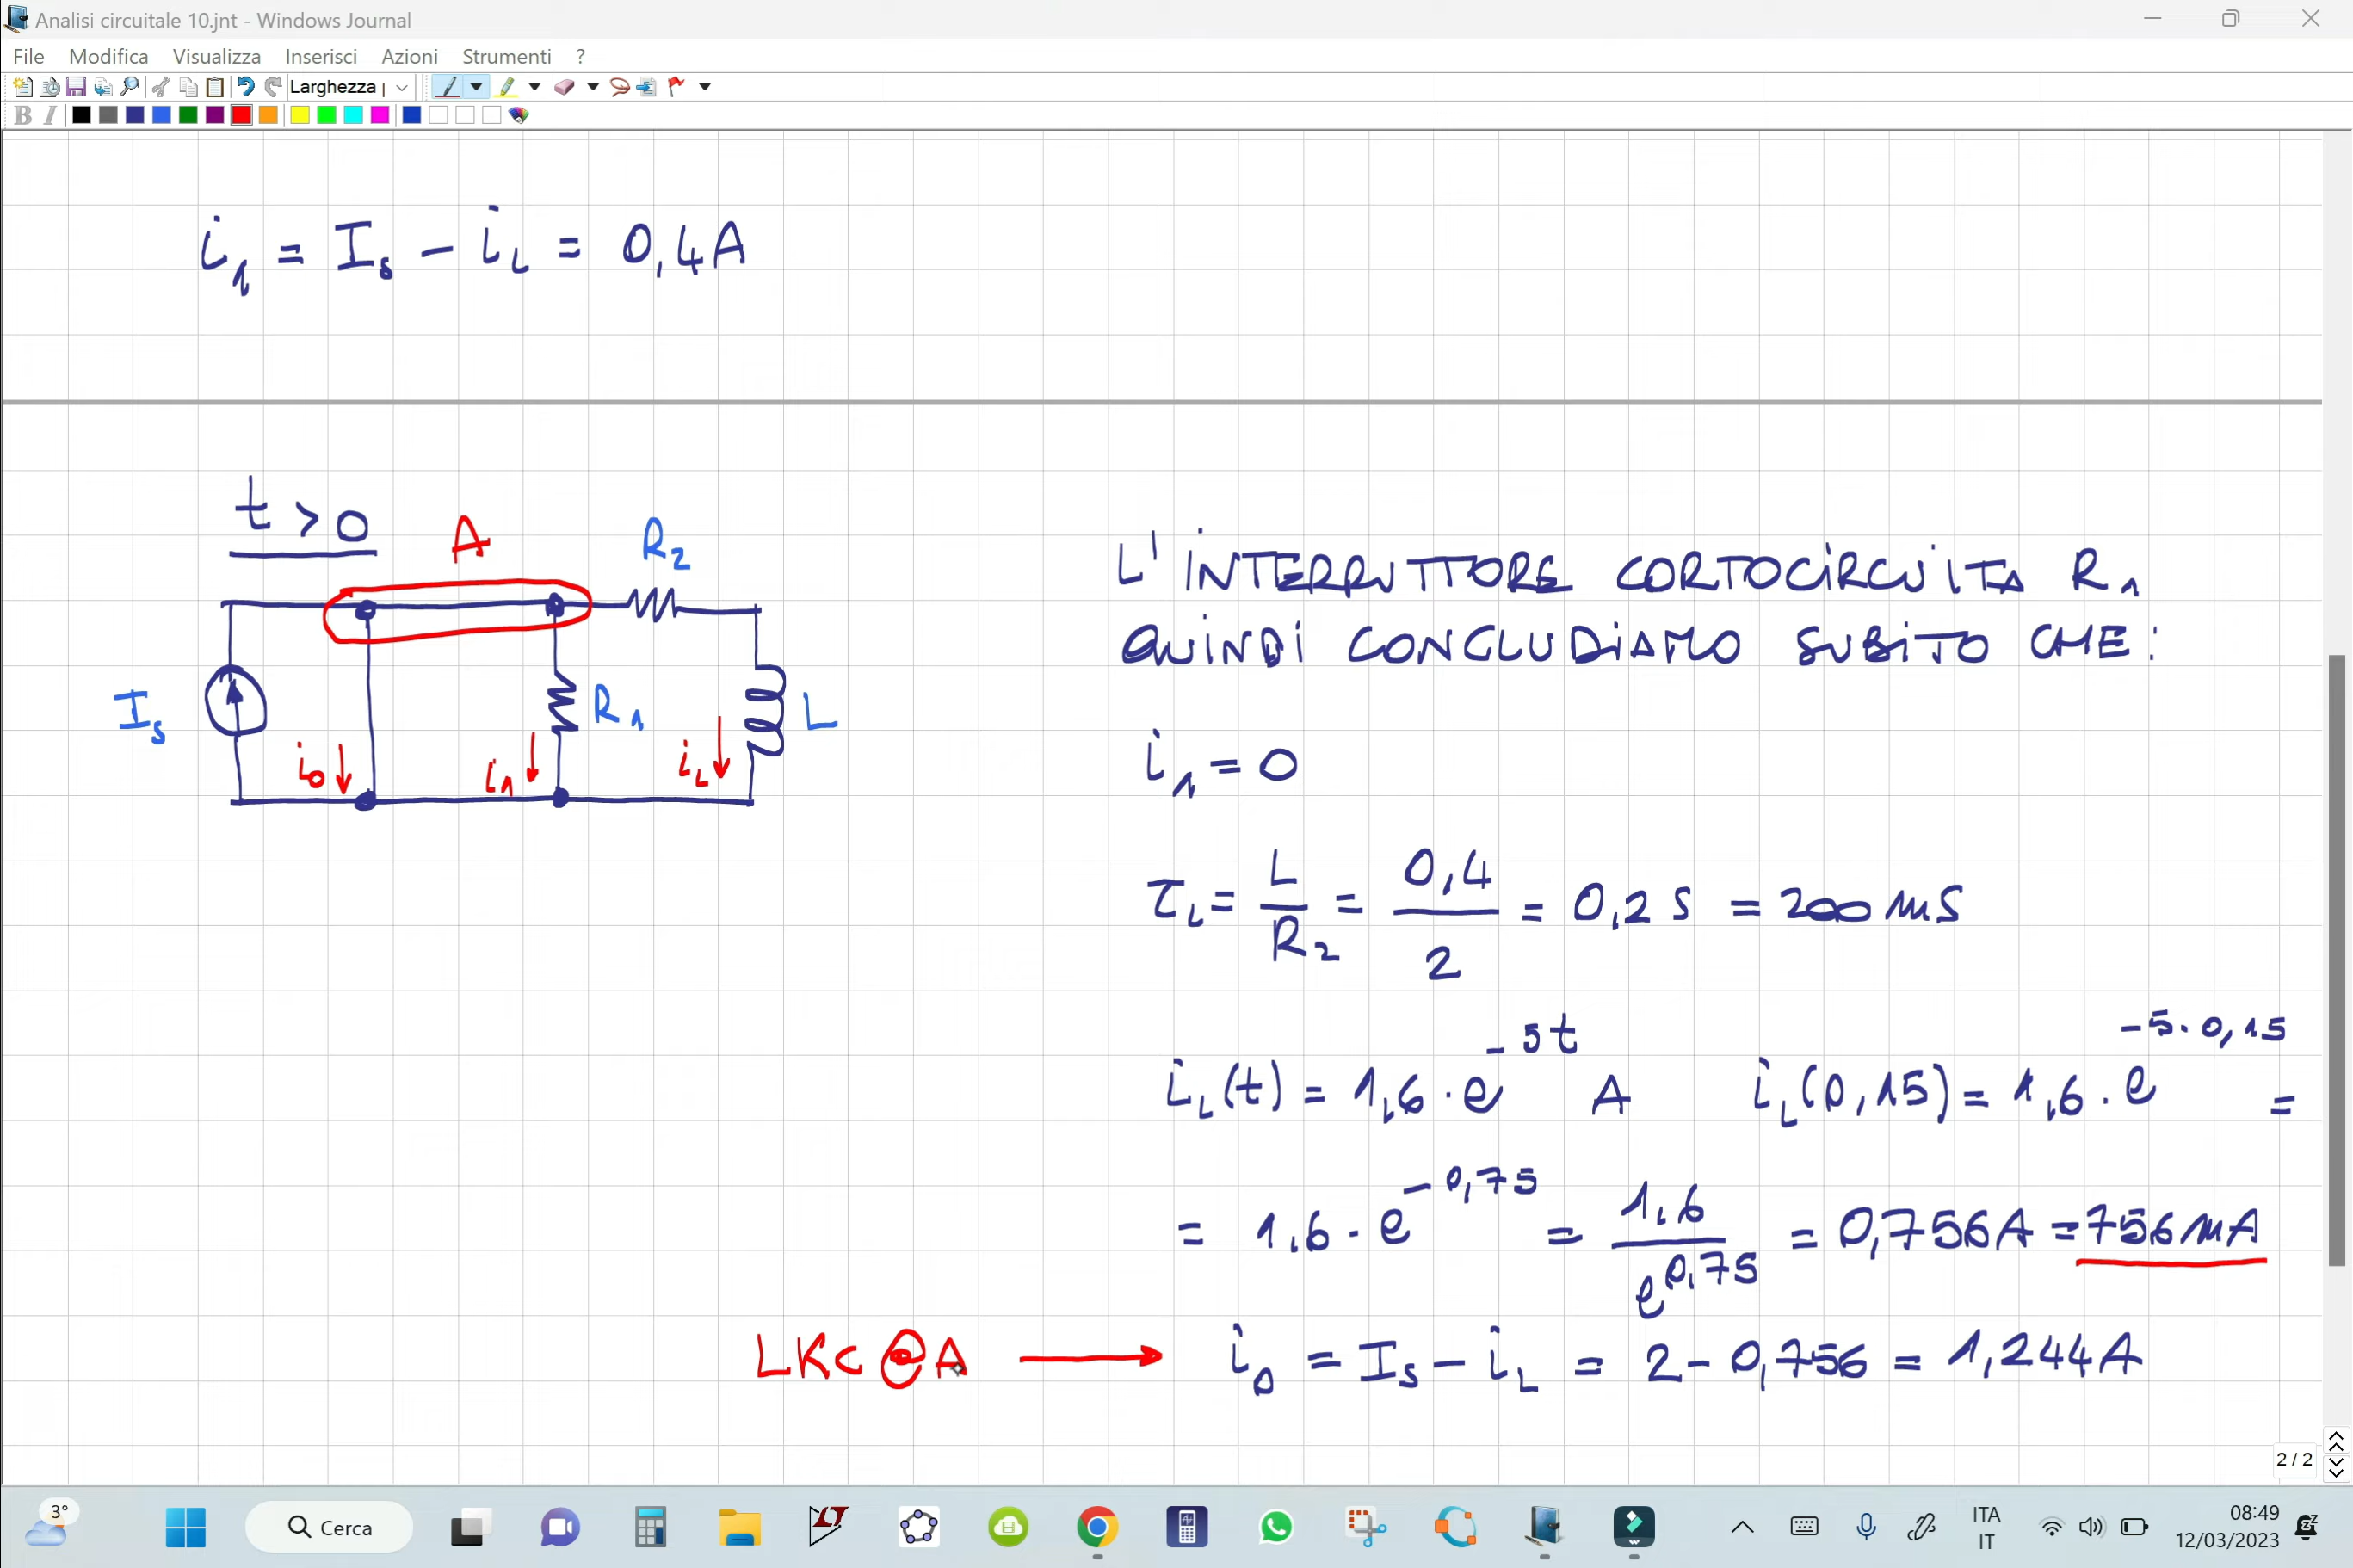 Analisi circuitale 10.jnt - Windows Journal
File Modifica Visualizza Inserisci Azioni Strumenti ?
Larghezza
B I
i₁ = Is - iL = 0,4A
t > 0
A
R₂
Is
R₁
L
i₀
i₁
iL
L'INTERRUTTORE CORTOCIRCUITA R₁
QUINDI CONCLUDIAMO SUBITO CHE:
i₁ = 0
τL = L/R₂ = 0,4/2 = 0,2 s = 200 ms
iL(t) = 1,6 · e^(-5t) A iL(0,15) = 1,6 · e^(-5·0,15) =
= 1,6 · e^(-0,75) = 1,6/e^(0,75) = 0,756A = 756mA
LKC @A → i₀ = Is - iL = 2 - 0,756 = 1,244A
2 / 2
3°
Cerca
LT
ITA
IT
08:49
12/03/2023